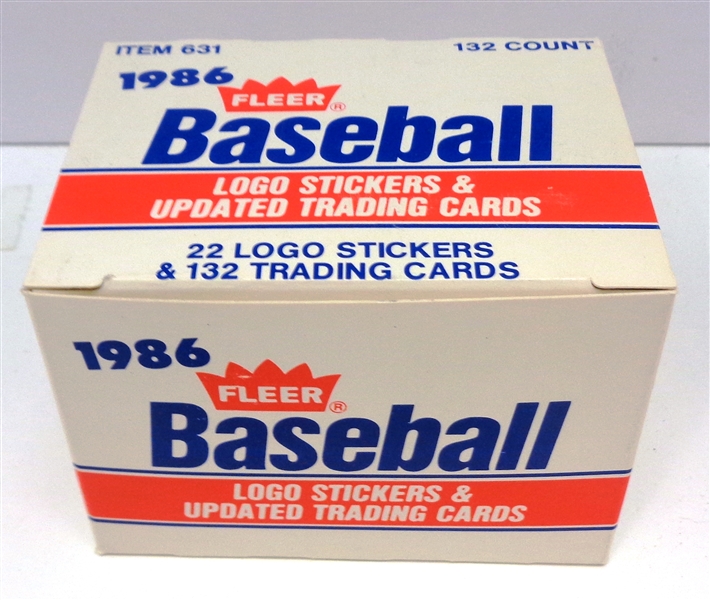 ITEM 631 132 COUNT
1986
FLEER®
Baseball
LOGO STICKERS &
UPDATED TRADING CARDS
22 LOGO STICKERS
& 132 TRADING CARDS
1986
FLEER®
Baseball
LOGO STICKERS &
UPDATED TRADING CARDS